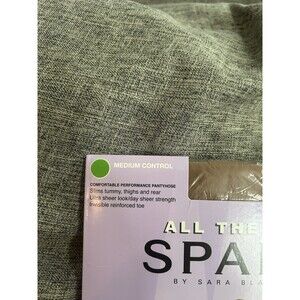 MEDIUM CONTROL
COMFORTABLE PERFORMANCE PANTYHOSE
Slims tummy, thighs and rear
Ultra sheer look/day sheer strength
Invisible reinforced toe
ALL THE
SPA
BY SARA BLA